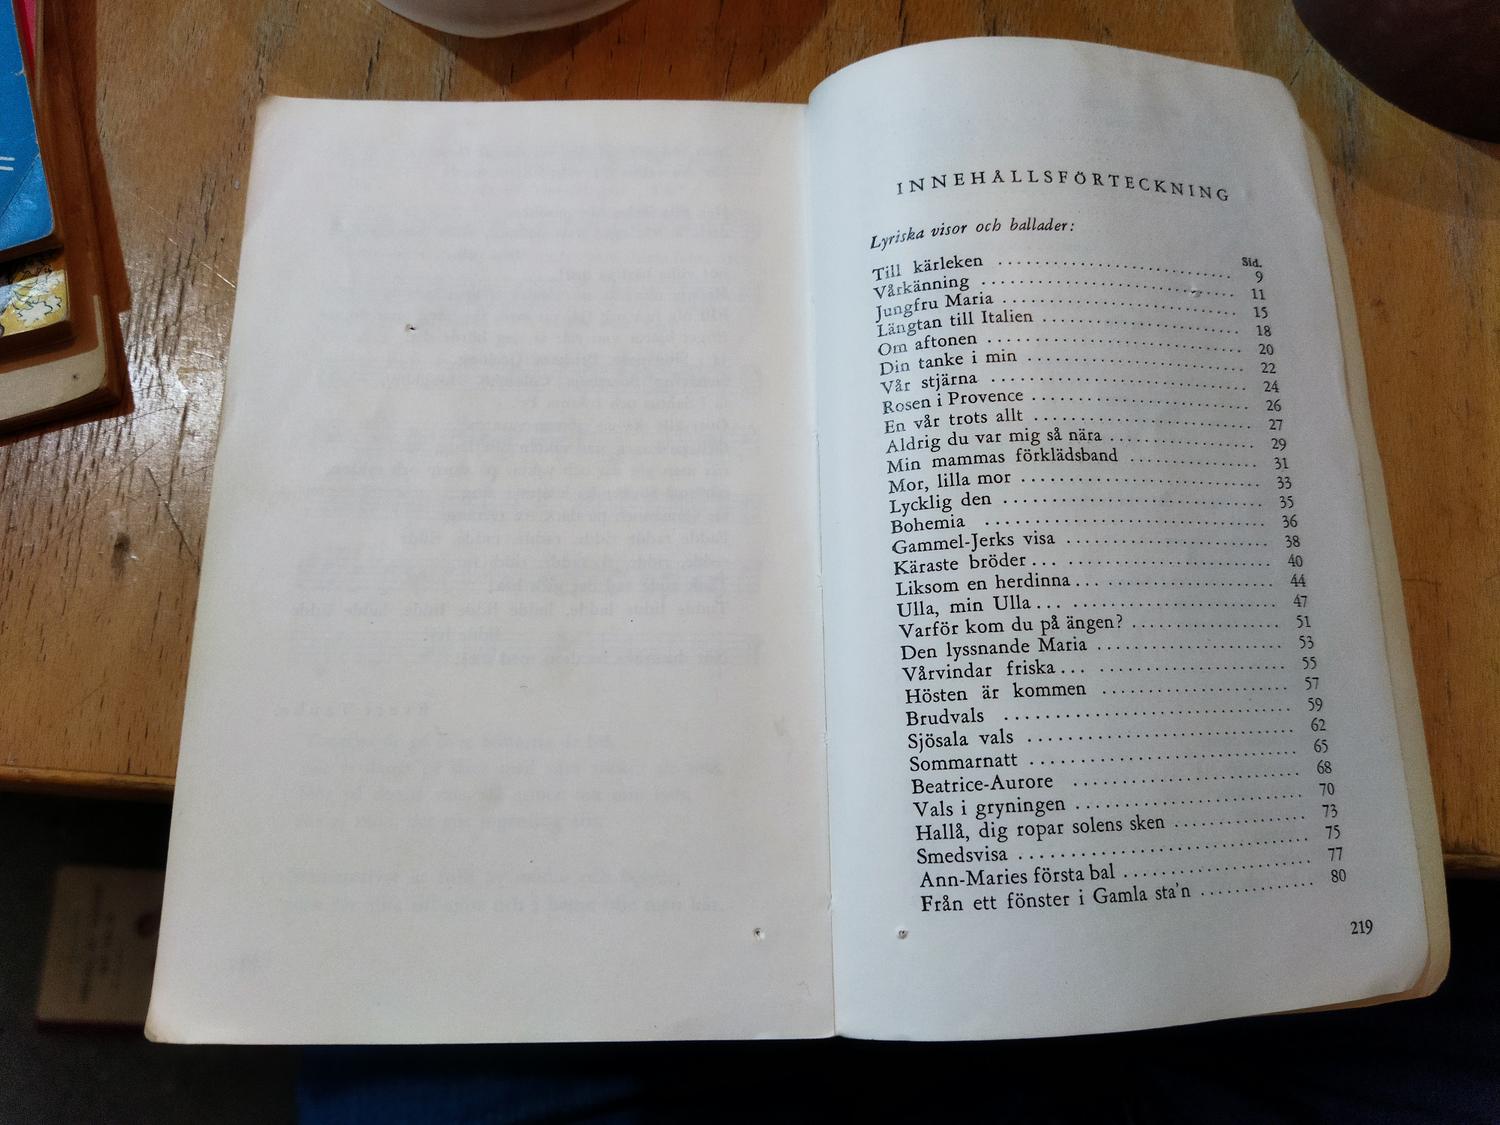 INNEHÅLLSFÖRTECKNING
Lyriska visor och ballader:
Sid.
Till kärleken 9
Vårkänning 11
Jungfru Maria 15
Längtan till Italien 18
Om aftonen 20
Din tanke i min 22
Vår stjärna 24
Rosen i Provence 26
En vår trots allt 27
Aldrig du var mig så nära 29
Min mammas förklädsband 31
Mor, lilla mor 33
Lycklig den 35
Bohemia 36
Gammel-Jerks visa 38
Käraste bröder... 40
Liksom en herdinna... 44
Ulla, min Ulla... 47
Varför kom du på ängen? 51
Den lyssnande Maria 53
Vårvindar friska... 55
Hösten är kommen 57
Brudvals 59
Sjösala vals 62
Sommarnatt 65
Beatrice-Aurore 68
Vals i gryningen 70
Hallå, dig ropar solens sken 73
Smedsvisa 75
Ann-Maries första bal 77
Från ett fönster i Gamla sta'n 80
219